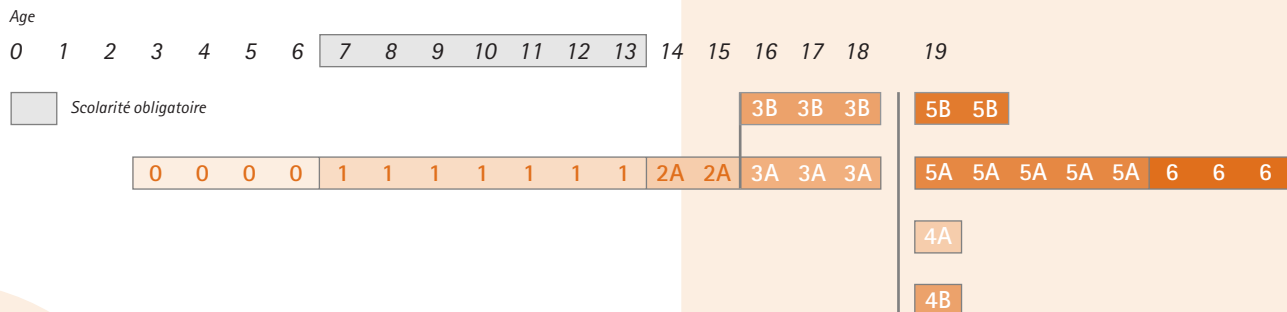 Age
0 1 2 3 4 5 6 7 8 9 10 11 12 13 14 15 16 17 18 19
Scolarité obligatoire 3B 3B 3B 5B 5B
0 0 0 0 1 1 1 1 1 1 1 2A 2A 3A 3A 3A 5A 5A 5A 5A 5A 6 6 6
4A
4B